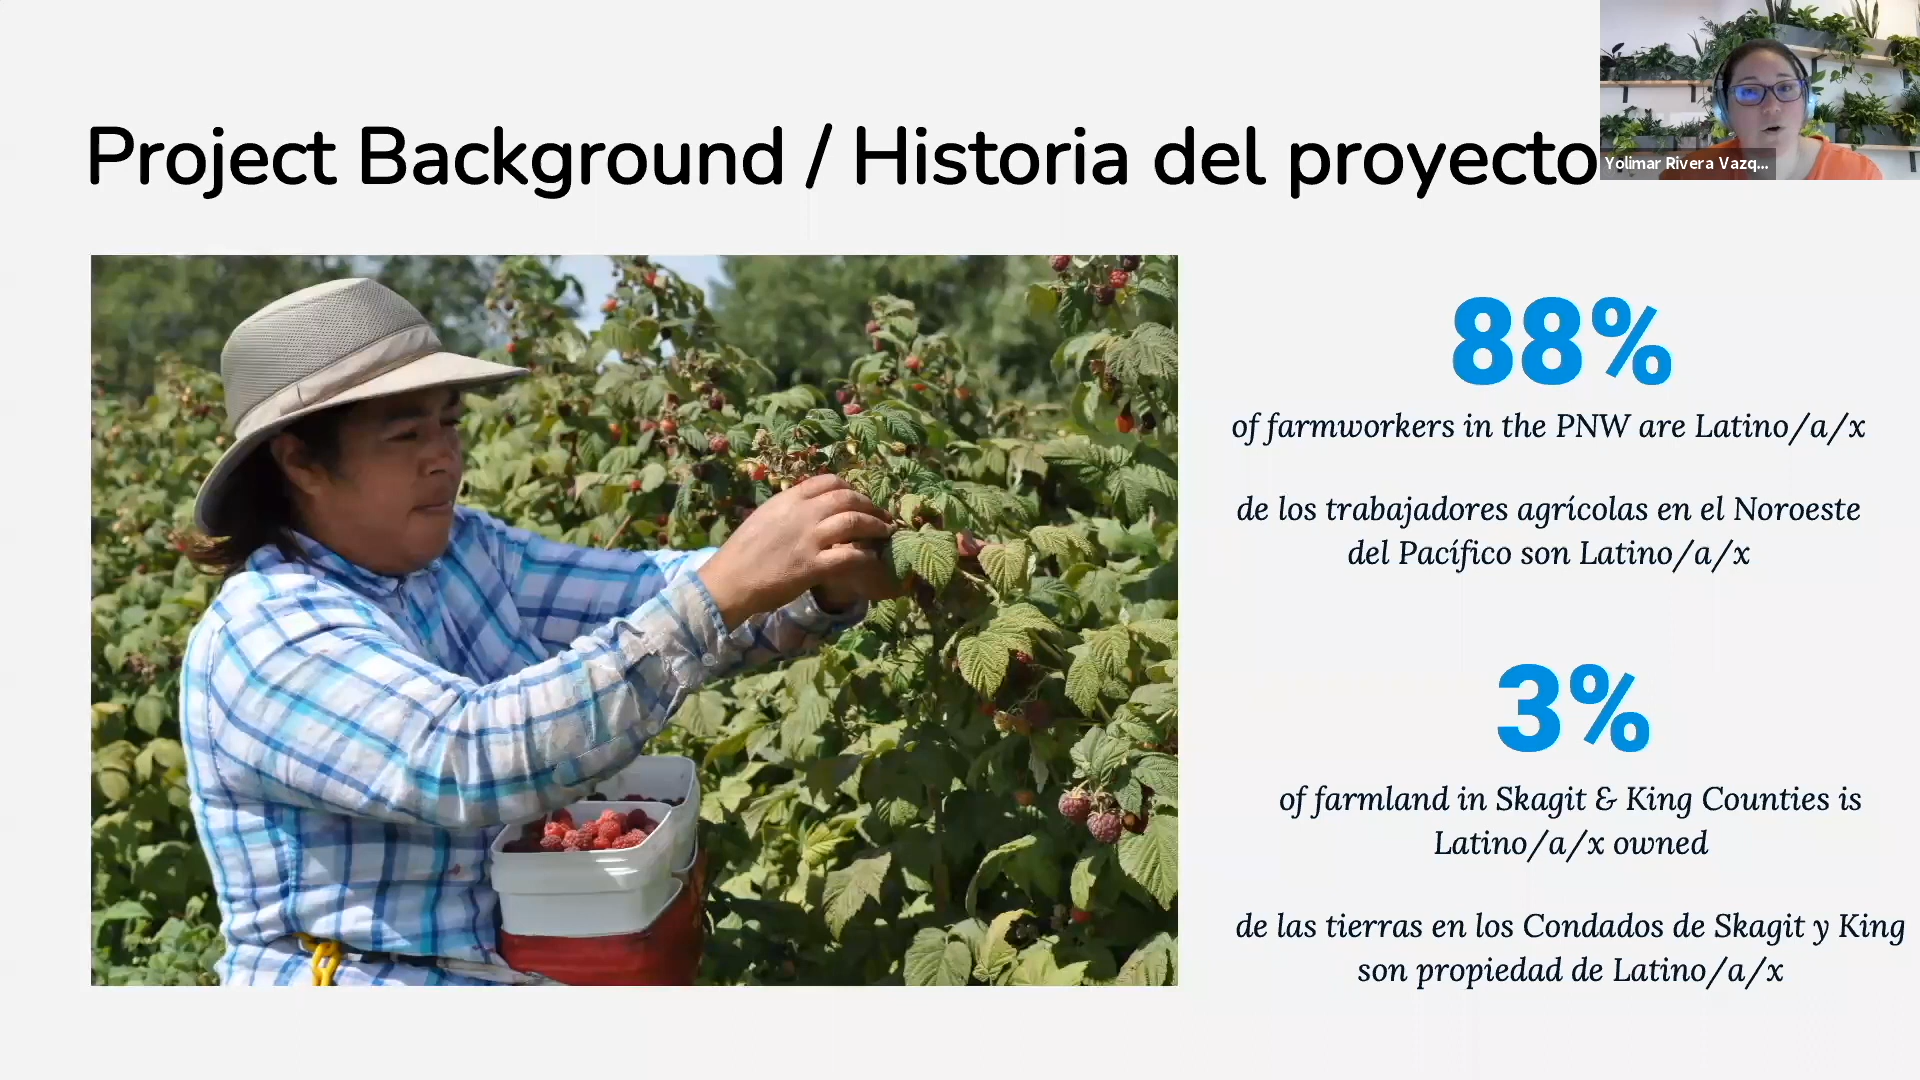 Project Background / Historia del proyecto
Yolimar Rivera Vazq...
88%
of farmworkers in the PNW are Latino/a/x
de los trabajadores agrícolas en el Noroeste
del Pacífico son Latino/a/x
3%
of farmland in Skagit & King Counties is
Latino/a/x owned
de las tierras en los Condados de Skagit y King
son propiedad de Latino/a/x